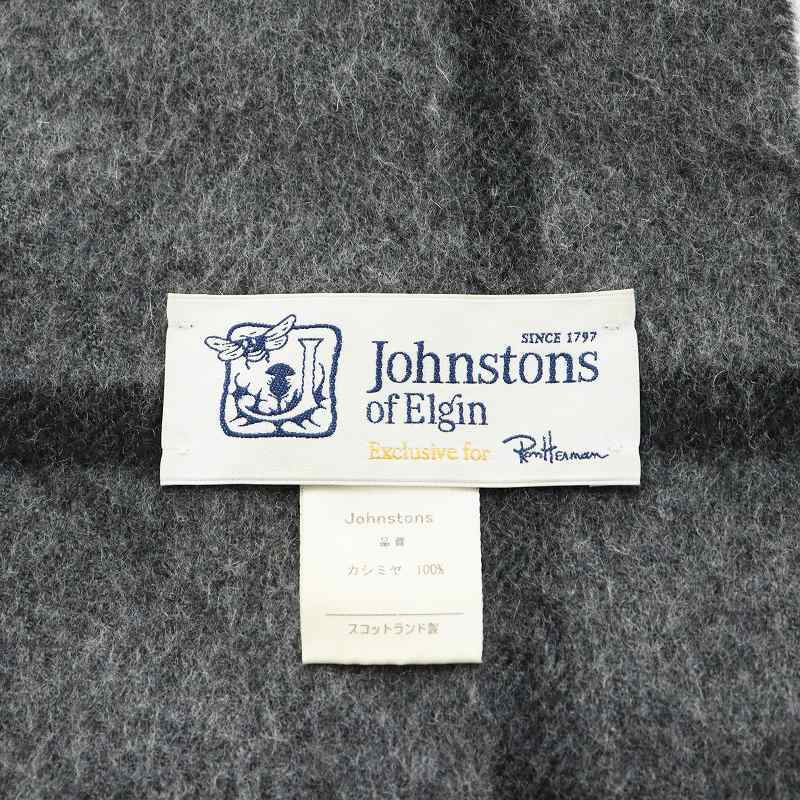 SINCE 1797
Johnstons
of Elgin
Exclusive for Ron Herman
Johnstons
品質
カシミヤ 100%
スコットランド製